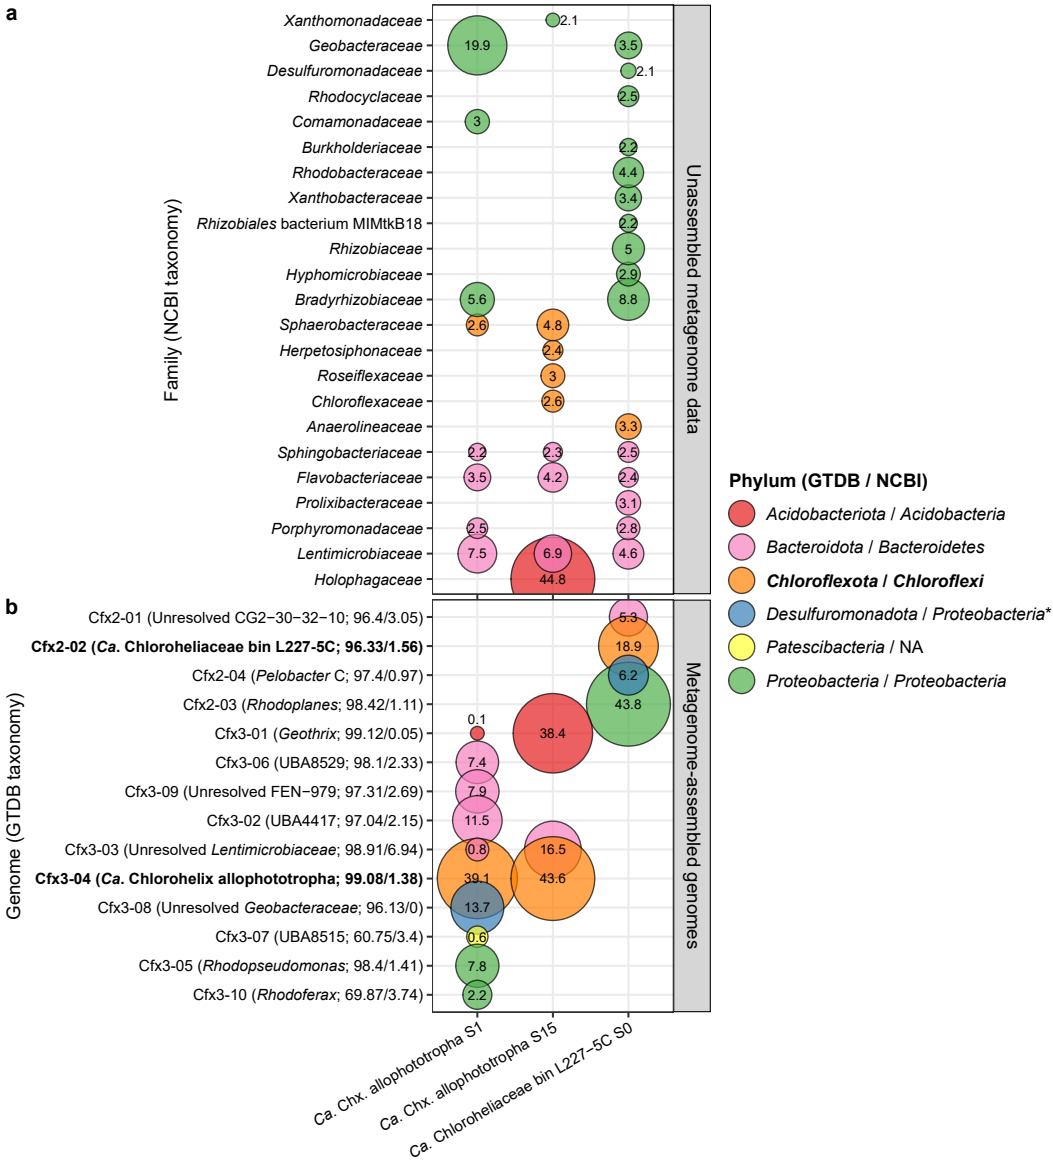 a
Xanthomonadaceae 2.1
Geobacteraceae 19.9 3.5
Desulfuromonadaceae 2.1
Rhodocyclaceae 2.5
Comamonadaceae 3
Burkholderiaceae 2.2
Rhodobacteraceae 4.4
Xanthobacteraceae 3.4
Rhizobiales bacterium MIMtkB18 2.2
Rhizobiaceae 5
Hyphomicrobiaceae 2.9
Bradyrhizobiaceae 5.6 8.8
Sphaerobacteraceae 2.6 4.8
Herpetosiphonaceae 2.4
Roseiflexaceae 3
Chloroflexaceae 2.6
Anaerolineaceae 3.3
Sphingobacteriaceae 2.2 2.3 2.5
Flavobacteriaceae 3.5 4.2 2.4
Prolixibacteraceae 3.1
Porphyromonadaceae 2.5 2.8
Lentimicrobiaceae 7.5 6.9 4.6
Holophagaceae 44.8
Family (NCBI taxonomy)
Unassembled metagenome data
b
Cfx2-01 (Unresolved CG2−30−32−10; 96.4/3.05) 5.3
Cfx2-02 (Ca. Chloroheliaceae bin L227-5C; 96.33/1.56) 18.9
Cfx2-04 (Pelobacter C; 97.4/0.97) 6.2
Cfx2-03 (Rhodoplanes; 98.42/1.11) 43.8
Cfx3-01 (Geothrix; 99.12/0.05) 0.1 38.4
Cfx3-06 (UBA8529; 98.1/2.33) 7.4
Cfx3-09 (Unresolved FEN−979; 97.31/2.69) 7.9
Cfx3-02 (UBA4417; 97.04/2.15) 11.5
Cfx3-03 (Unresolved Lentimicrobiaceae; 98.91/6.94) 0.8 16.5
Cfx3-04 (Ca. Chlorohelix allophototropha; 99.08/1.38) 39.1 43.6
Cfx3-08 (Unresolved Geobacteraceae; 96.13/0) 13.7
Cfx3-07 (UBA8515; 60.75/3.4) 0.6
Cfx3-05 (Rhodopseudomonas; 98.4/1.41) 7.8
Cfx3-10 (Rhodoferax; 69.87/3.74) 2.2
Genome (GTDB taxonomy)
Metagenome-assembled genomes
Ca. Chx. allophototropha S1
Ca. Chx. allophototropha S15
Ca. Chloroheliaceae bin L227−5C S0
Phylum (GTDB / NCBI)
Acidobacteriota / Acidobacteria
Bacteroidota / Bacteroidetes
Chloroflexota / Chloroflexi
Desulfuromonadota / Proteobacteria*
Patescibacteria / NA
Proteobacteria / Proteobacteria